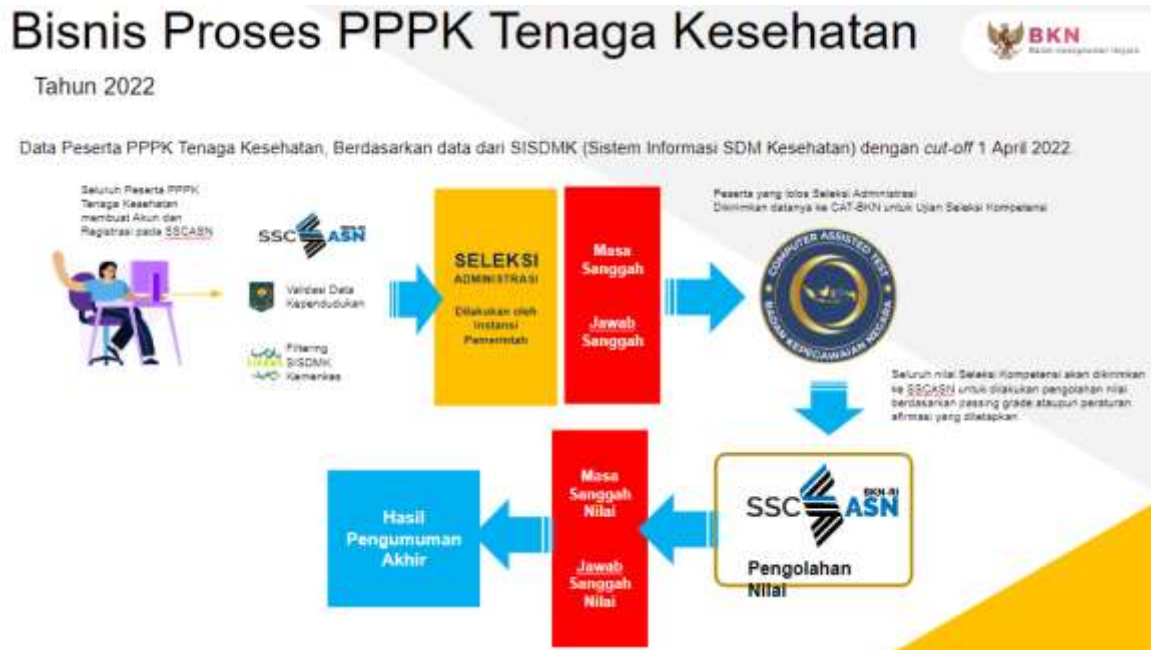 Bisnis Proses PPPK Tenaga Kesehatan
BKN
Badan Kepegawaian Negara
Tahun 2022
Data Peserta PPPK Tenaga Kesehatan, Berdasarkan data dari SISDMK (Sistem Informasi SDM Kesehatan) dengan cut-off 1 April 2022.
Seluruh Peserta PPPK
Tenaga Kesehatan
membuat Akun dan
Registrasi pada SSCASN
SSC ASN
BKN-RI
Validasi Data
Kependudukan
Filtering
SISDMK
Kemenkes
SELEKSI
ADMINISTRASI
Dilakukan oleh
Instansi
Pemerintah
Masa
Sanggah
Jawab
Sanggah
Peserta yang lolos Seleksi Administrasi
Dikirimkan datanya ke CAT-BKN untuk Ujian Seleksi Kompetensi
COMPUTER ASSISTED TEST
BADAN KEPEGAWAIAN NEGARA
Seluruh nilai Seleksi Kompetensi akan dikirimkan
ke SSCASN untuk dilakukan pengolahan nilai
berdasarkan passing grade ataupun peraturan
afirmasi yang ditetapkan
BKN-RI
SSC ASN
Pengolahan
Nilai
Masa
Sanggah
Nilai
Jawab
Sanggah
Nilai
Hasil
Pengumuman
Akhir